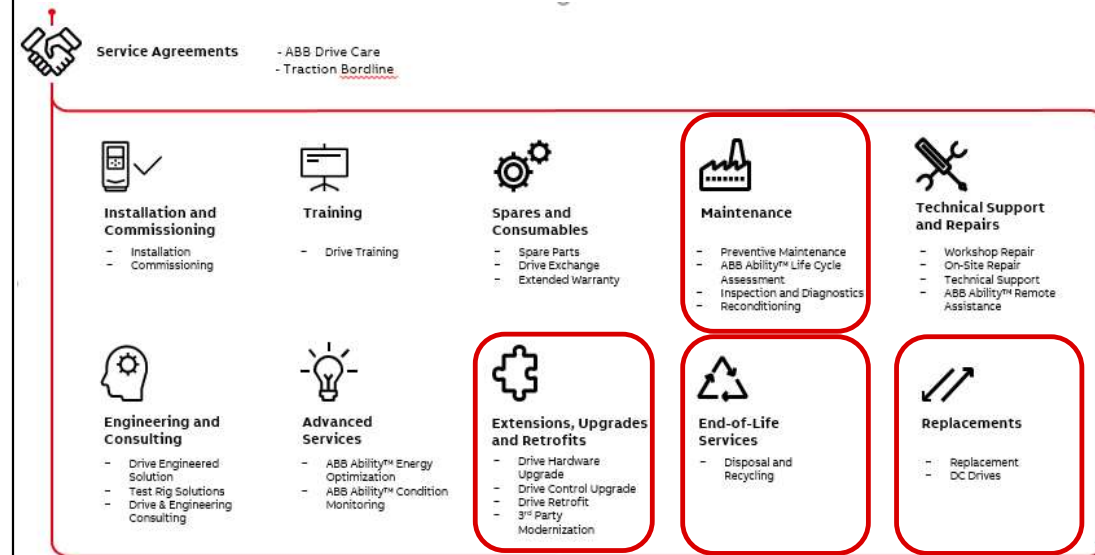 Service Agreements
- ABB Drive Care
- Traction Bordline
Installation and
Commissioning
- Installation
- Commissioning
Training
- Drive Training
Spares and
Consumables
- Spare Parts
- Drive Exchange
- Extended Warranty
Maintenance
- Preventive Maintenance
- ABB Ability™ Life Cycle
Assessment
- Inspection and Diagnostics
- Reconditioning
Technical Support
and Repairs
- Workshop Repair
- On-Site Repair
- Technical Support
- ABB Ability™ Remote
Assistance
Engineering and
Consulting
- Drive Engineered
Solution
- Test Rig Solutions
- Drive & Engineering
Consulting
Advanced
Services
- ABB Ability™ Energy
Optimization
- ABB Ability™ Condition
Monitoring
Extensions, Upgrades
and Retrofits
- Drive Hardware
Upgrade
- Drive Control Upgrade
- Drive Retrofit
- 3rd Party
Modernization
End-of-Life
Services
- Disposal and
Recycling
Replacements
- Replacement
- DC Drives